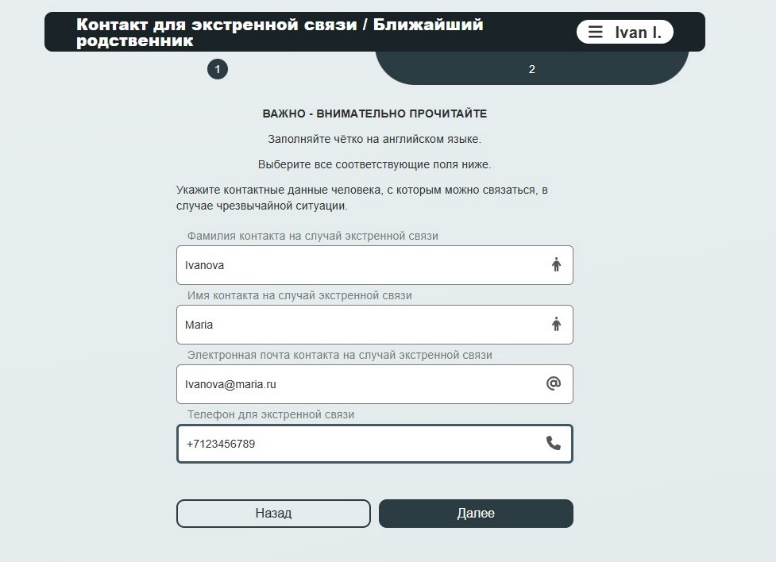 Контакт для экстренной связи / Ближайший
родственник
Ivan I.
1
2
ВАЖНО - ВНИМАТЕЛЬНО ПРОЧИТАЙТЕ
Заполняйте чётко на английском языке.
Выберите все соответствующие поля ниже.
Укажите контактные данные человека, с которым можно связаться, в
случае чрезвычайной ситуации.
Фамилия контакта на случай экстренной связи
Ivanova
Имя контакта на случай экстренной связи
Maria
Электронная почта контакта на случай экстренной связи
Ivanova@maria.ru
Телефон для экстренной связи
+7123456789
Назад
Далее